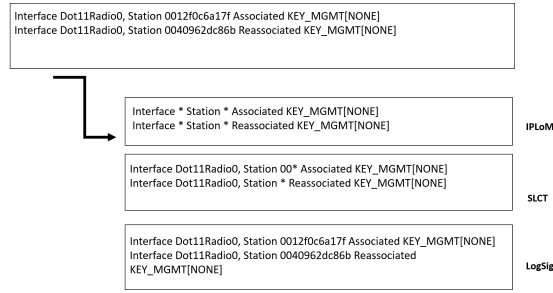 Interface Dot11Radio0, Station 0012f0c6a17f Associated KEY_MGMT[NONE]
Interface Dot11Radio0, Station 0040962dc86b Reassociated KEY_MGMT[NONE]
Interface * Station * Associated KEY_MGMT[NONE]
Interface * Station * Reassociated KEY_MGMT[NONE]
IPLoM
Interface Dot11Radio0, Station 00* Associated KEY_MGMT[NONE]
Interface Dot11Radio0, Station * Reassociated KEY_MGMT[NONE]
SLCT
Interface Dot11Radio0, Station 0012f0c6a17f Associated KEY_MGMT[NONE]
Interface Dot11Radio0, Station 0040962dc86b Reassociated
KEY_MGMT[NONE]
LogSig